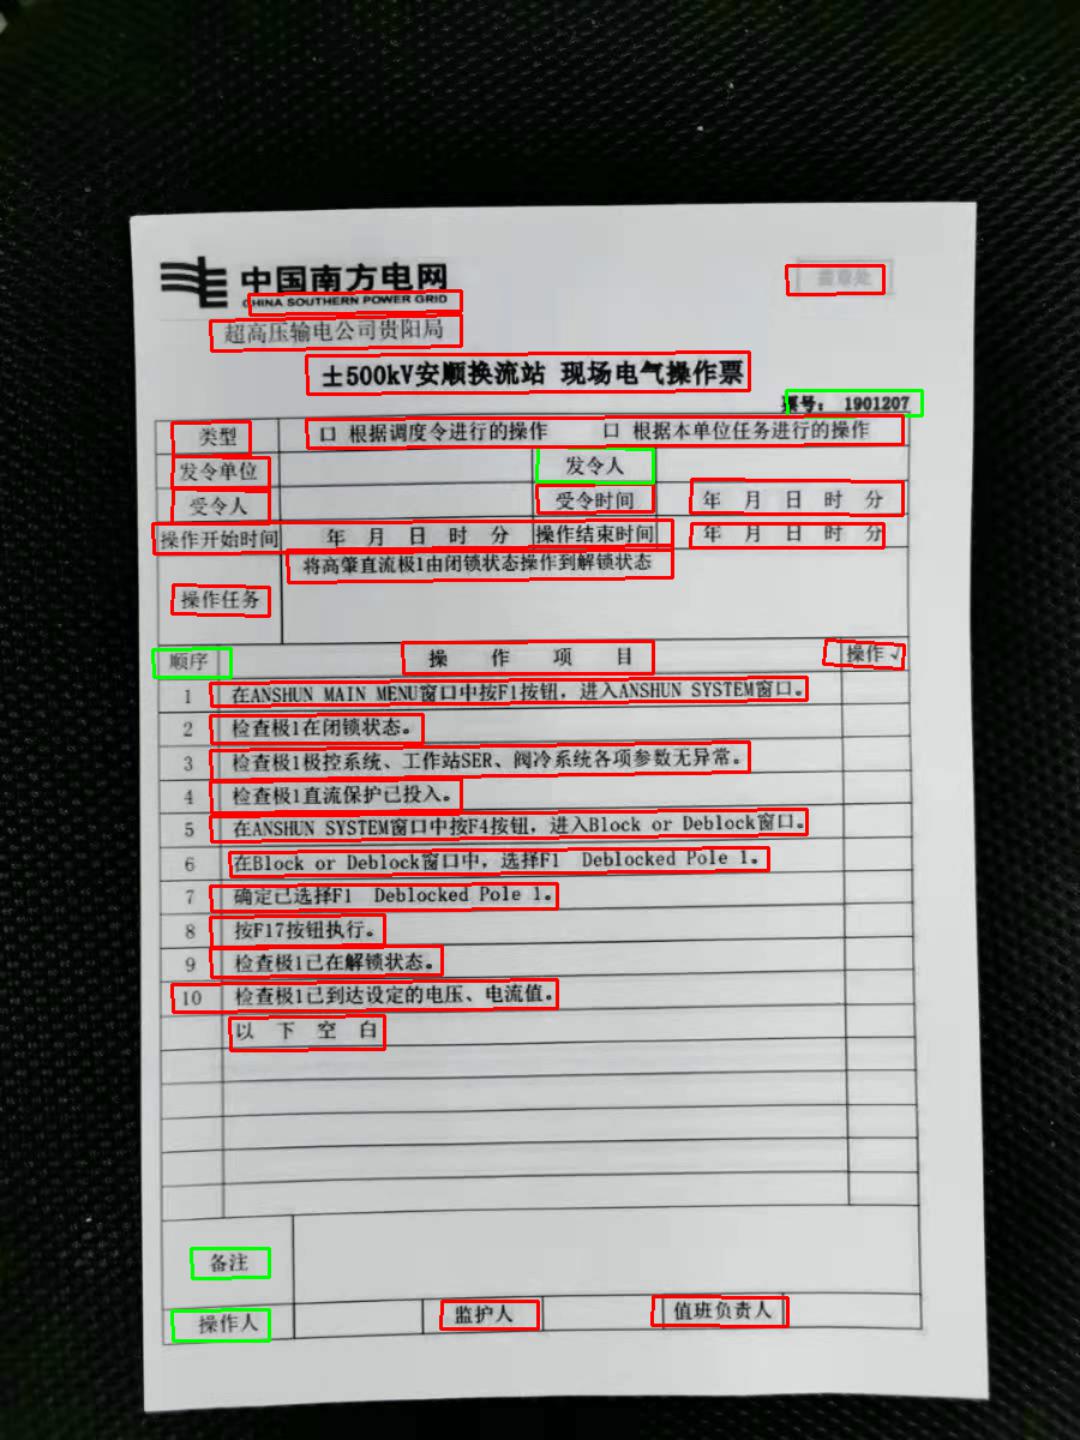 中国南方电网
CHINA SOUTHERN POWER GRID
盖章处
超高压输电公司贵阳局
±500kV安顺换流站 现场电气操作票
票号： 1901207
类型 口 根据调度令进行的操作 口 根据本单位任务进行的操作
发令单位 发令人
受令人 受令时间 年 月 日 时 分
操作开始时间 年 月 日 时 分 操作结束时间 年 月 日 时 分
操作任务 将高肇直流极1由闭锁状态操作到解锁状态
顺序 操 作 项 目 操作√
1 在ANSHUN MAIN MENU窗口中按F1按钮，进入ANSHUN SYSTEM窗口。
2 检查极1在闭锁状态。
3 检查极1极控系统、工作站SER、阀冷系统各项参数无异常。
4 检查极1直流保护已投入。
5 在ANSHUN SYSTEM窗口中按F4按钮，进入Block or Deblock窗口。
6 在Block or Deblock窗口中，选择F1 Deblocked Pole 1。
7 确定已选择F1 Deblocked Pole 1。
8 按F17按钮执行。
9 检查极1已在解锁状态。
10 检查极1已到达设定的电压、电流值。
以 下 空 白
备注
操作人 监护人 值班负责人